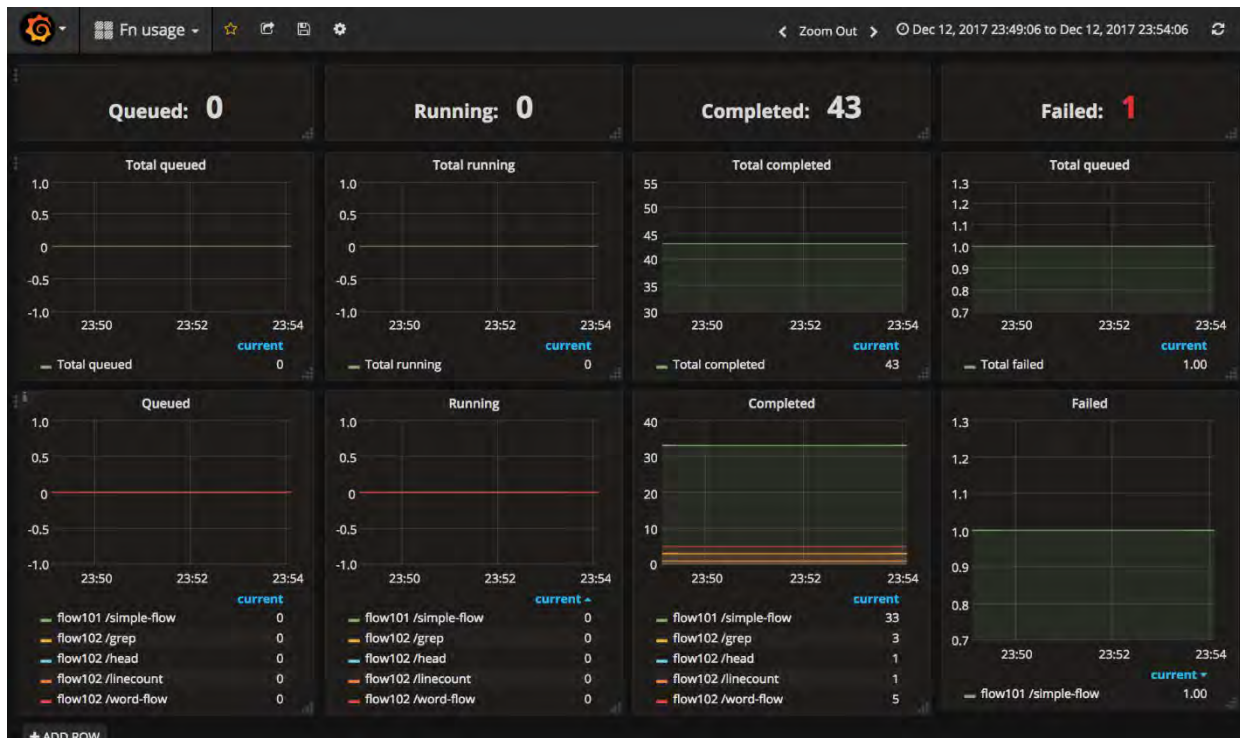 Fn usage
Zoom Out
Dec 12, 2017 23:49:06 to Dec 12, 2017 23:54:06
Queued: 0
Running: 0
Completed: 43
Failed: 1
Total queued
1.0
0.5
0
-0.5
-1.0
23:50 23:52 23:54
current
Total queued 0
Total running
1.0
0.5
0
-0.5
-1.0
23:50 23:52 23:54
current
Total running 0
Total completed
55
50
45
40
35
30
23:50 23:52 23:54
current
Total completed 43
Total queued
1.3
1.2
1.1
1.0
0.9
0.8
0.7
23:50 23:52 23:54
current
Total failed 1.00
Queued
1.0
0.5
0
-0.5
-1.0
23:50 23:52 23:54
current
flow101 /simple-flow 0
flow102 /grep 0
flow102 /head 0
flow102 /linecount 0
flow102 /word-flow 0
Running
1.0
0.5
0
-0.5
-1.0
23:50 23:52 23:54
current
flow101 /simple-flow 0
flow102 /grep 0
flow102 /head 0
flow102 /linecount 0
flow102 /word-flow 0
Completed
40
30
20
10
0
23:50 23:52 23:54
current
flow101 /simple-flow 33
flow102 /grep 3
flow102 /head 1
flow102 /linecount 1
flow102 /word-flow 5
Failed
1.3
1.2
1.1
1.0
0.9
0.8
0.7
23:50 23:52 23:54
current
flow101 /simple-flow 1.00
+ ADD ROW